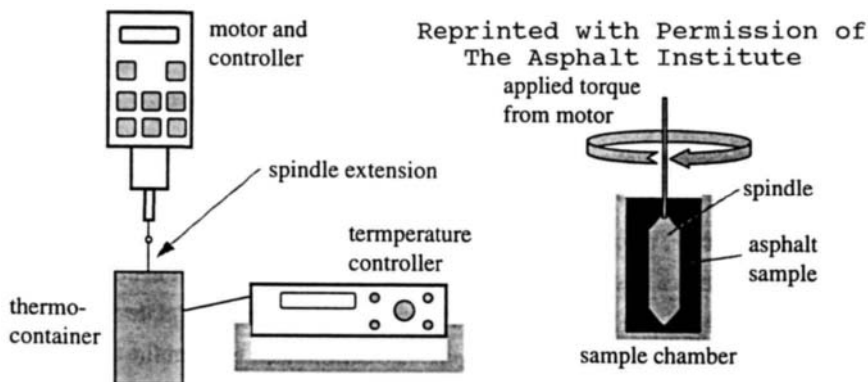 motor and
controller
Reprinted with Permission of
The Asphalt Institute
applied torque
from motor
spindle extension
spindle
termperature
controller
asphalt
sample
thermo-
container
sample chamber